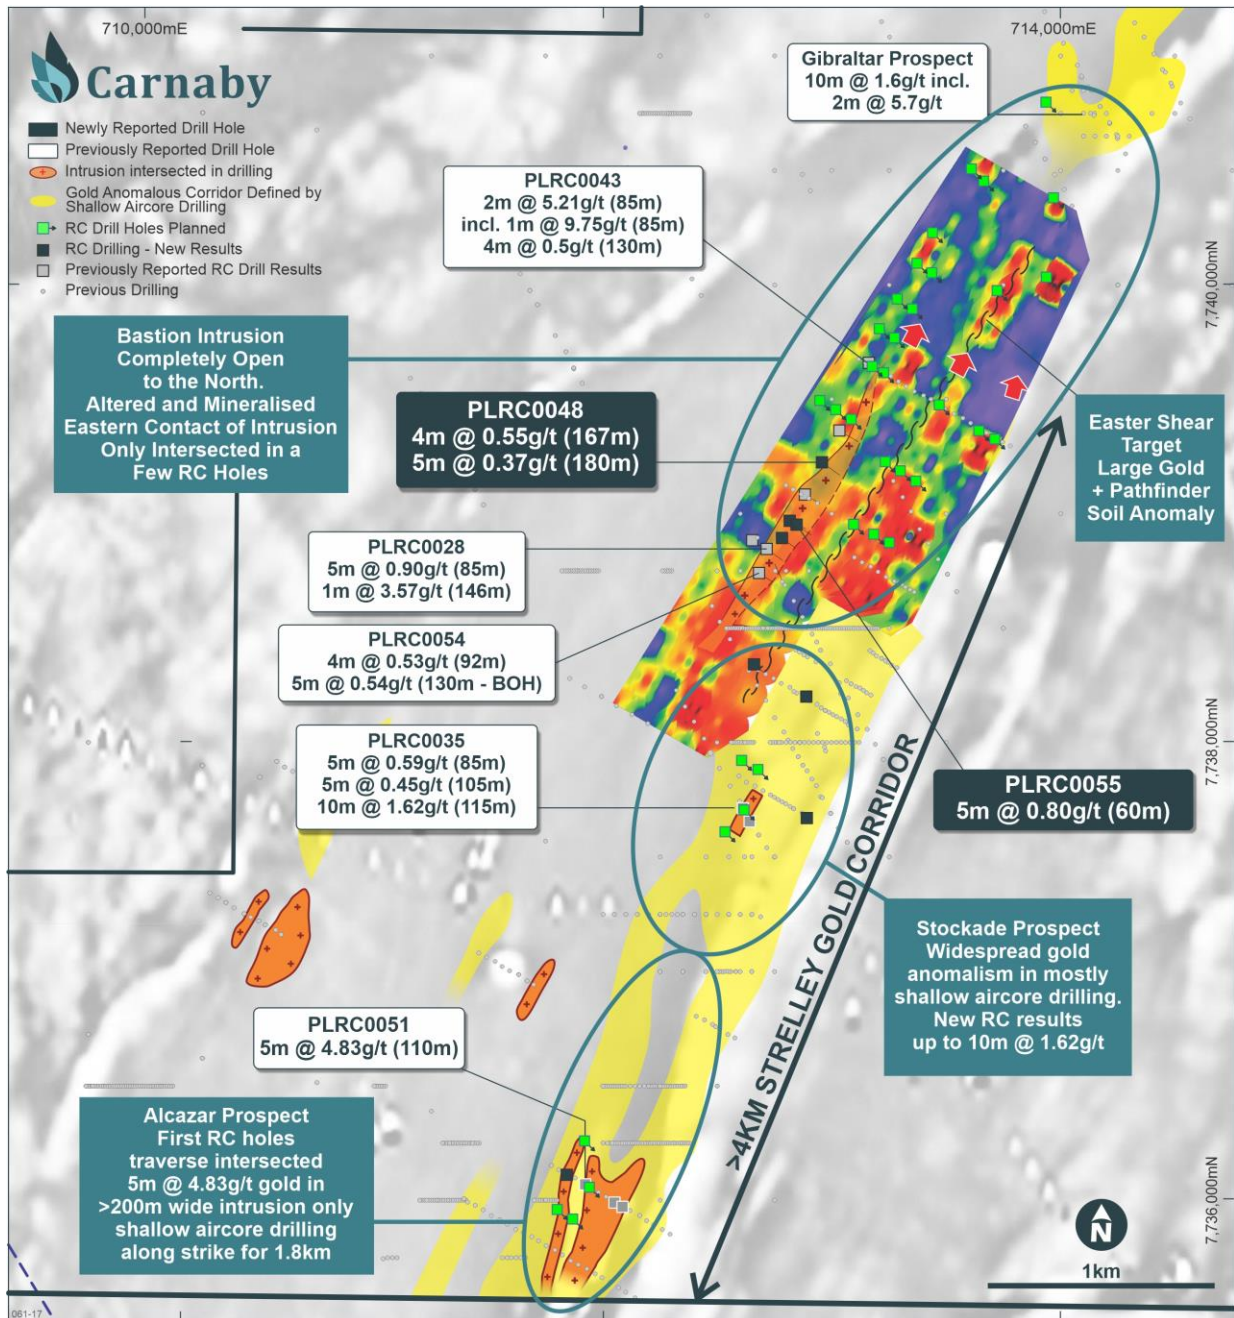 710,000mE
714,000mE
Carnaby
Newly Reported Drill Hole
Previously Reported Drill Hole
Intrusion intersected in drilling
Gold Anomalous Corridor Defined by
Shallow Aircore Drilling
RC Drill Holes Planned
RC Drilling - New Results
Previously Reported RC Drill Results
Previous Drilling
Gibraltar Prospect
10m @ 1.6g/t incl.
2m @ 5.7g/t
PLRC0043
2m @ 5.21g/t (85m)
incl. 1m @ 9.75g/t (85m)
4m @ 0.5g/t (130m)
7,740,000mN
Bastion Intrusion
Completely Open
to the North.
Altered and Mineralised
Eastern Contact of Intrusion
Only Intersected in a
Few RC Holes
PLRC0048
4m @ 0.55g/t (167m)
5m @ 0.37g/t (180m)
Easter Shear
Target
Large Gold
+ Pathfinder
Soil Anomaly
PLRC0028
5m @ 0.90g/t (85m)
1m @ 3.57g/t (146m)
PLRC0054
4m @ 0.53g/t (92m)
5m @ 0.54g/t (130m - BOH)
PLRC0035
5m @ 0.59g/t (85m)
5m @ 0.45g/t (105m)
10m @ 1.62g/t (115m)
7,738,000mN
PLRC0055
5m @ 0.80g/t (60m)
>4KM STRELLEY GOLD CORRIDOR
Stockade Prospect
Widespread gold
anomalism in mostly
shallow aircore drilling.
New RC results
up to 10m @ 1.62g/t
PLRC0051
5m @ 4.83g/t (110m)
Alcazar Prospect
First RC holes
traverse intersected
5m @ 4.83g/t gold in
>200m wide intrusion only
shallow aircore drilling
along strike for 1.8km
7,736,000mN
N
1km
061-17